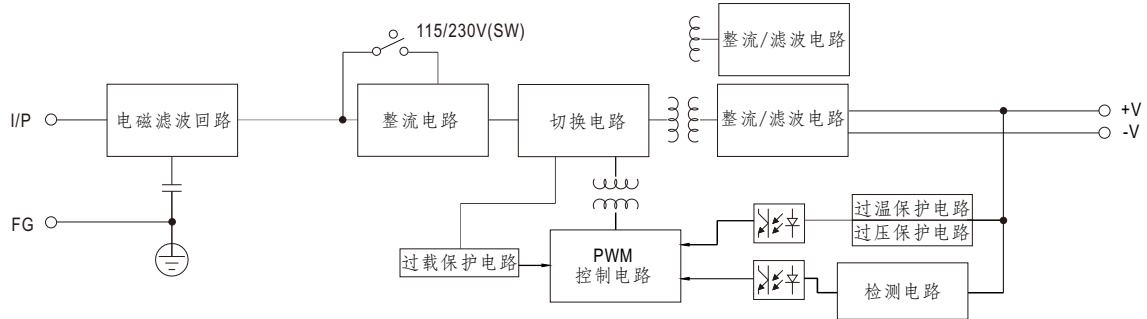 115/230V(SW)
整流/滤波电路
I/P
电磁滤波回路
整流电路
切换电路
整流/滤波电路
+V
-V
FG
过载保护电路
PWM
控制电路
过温保护电路
过压保护电路
检测电路